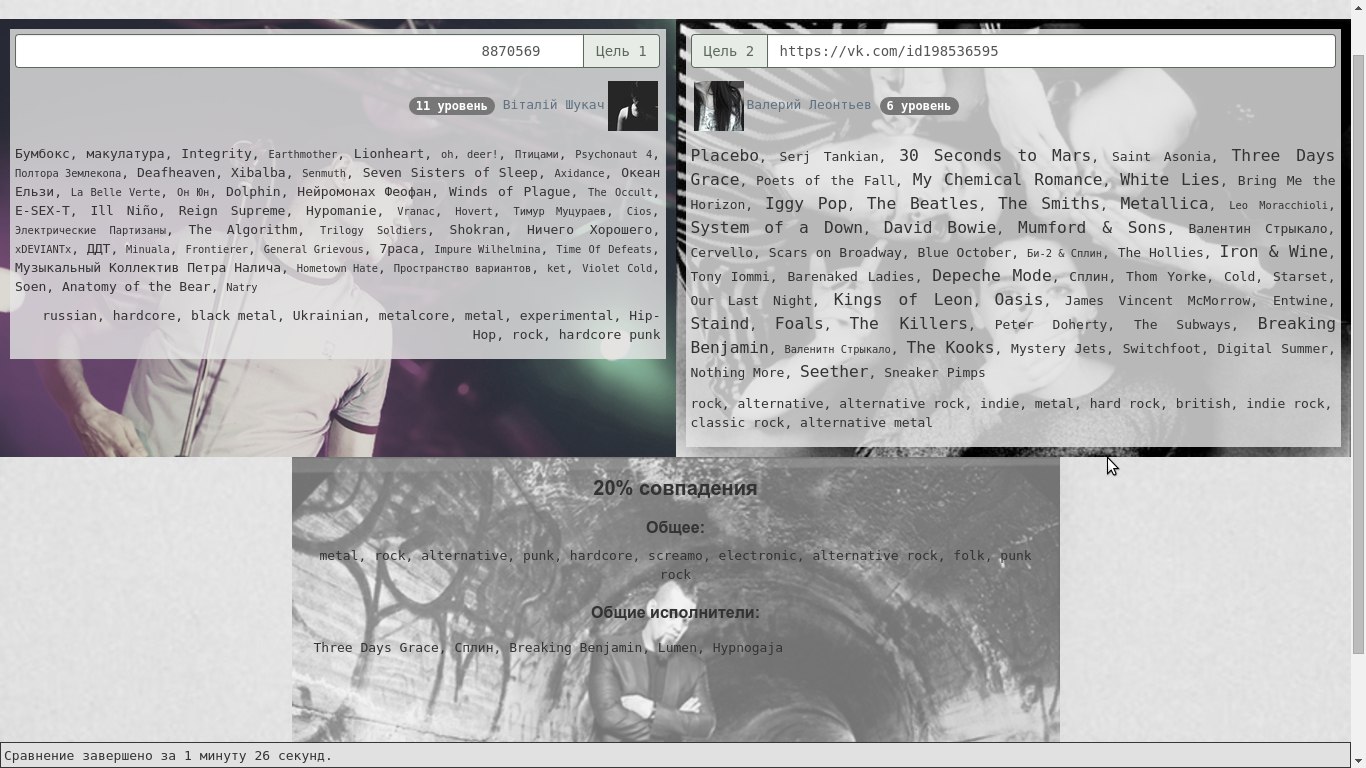 8870569 Цель 1
11 уровень Віталій Шукач
Бумбокс, макулатура, Integrity, Earthmother, Lionheart, oh, deer!, Птицами, Psychonaut 4,
Полтора Землекопа, Deafheaven, Xibalba, Senmuth, Seven Sisters of Sleep, Axidance, Океан
Ельзи, La Belle Verte, Он Юн, Dolphin, Нейромонах Феофан, Winds of Plague, The Occult,
E-SEX-T, Ill Niño, Reign Supreme, Hypomanie, Vranac, Hovert, Тимур Муцураев, Cios,
Электрические Партизаны, The Algorithm, Trilogy Soldiers, Shokran, Ничего Хорошего,
xDEVIANTx, ДДТ, Minuala, Frontierer, General Grievous, 7раса, Impure Wilhelmina, Time Of Defeats,
Музыкальный Коллектив Петра Налича, Hometown Hate, Пространство вариантов, ket, Violet Cold,
Soen, Anatomy of the Bear, Natry
russian, hardcore, black metal, Ukrainian, metalcore, metal, experimental, Hip-
Hop, rock, hardcore punk
Цель 2 https://vk.com/id198536595
Валерий Леонтьев 6 уровень
Placebo, Serj Tankian, 30 Seconds to Mars, Saint Asonia, Three Days
Grace, Poets of the Fall, My Chemical Romance, White Lies, Bring Me the
Horizon, Iggy Pop, The Beatles, The Smiths, Metallica, Leo Moracchioli,
System of a Down, David Bowie, Mumford & Sons, Валентин Стрыкало,
Cervello, Scars on Broadway, Blue October, Би-2 & Сплин, The Hollies, Iron & Wine,
Tony Iommi, Barenaked Ladies, Depeche Mode, Сплин, Thom Yorke, Cold, Starset,
Our Last Night, Kings of Leon, Oasis, James Vincent McMorrow, Entwine,
Staind, Foals, The Killers, Peter Doherty, The Subways, Breaking
Benjamin, Валенитн Стрыкало, The Kooks, Mystery Jets, Switchfoot, Digital Summer,
Nothing More, Seether, Sneaker Pimps
rock, alternative, alternative rock, indie, metal, hard rock, british, indie rock,
classic rock, alternative metal
20% совпадения
Общее:
metal, rock, alternative, punk, hardcore, screamo, electronic, alternative rock, folk, punk
rock
Общие исполнители:
Three Days Grace, Сплин, Breaking Benjamin, Lumen, Hypnogaja
Сравнение завершено за 1 минуту 26 секунд.